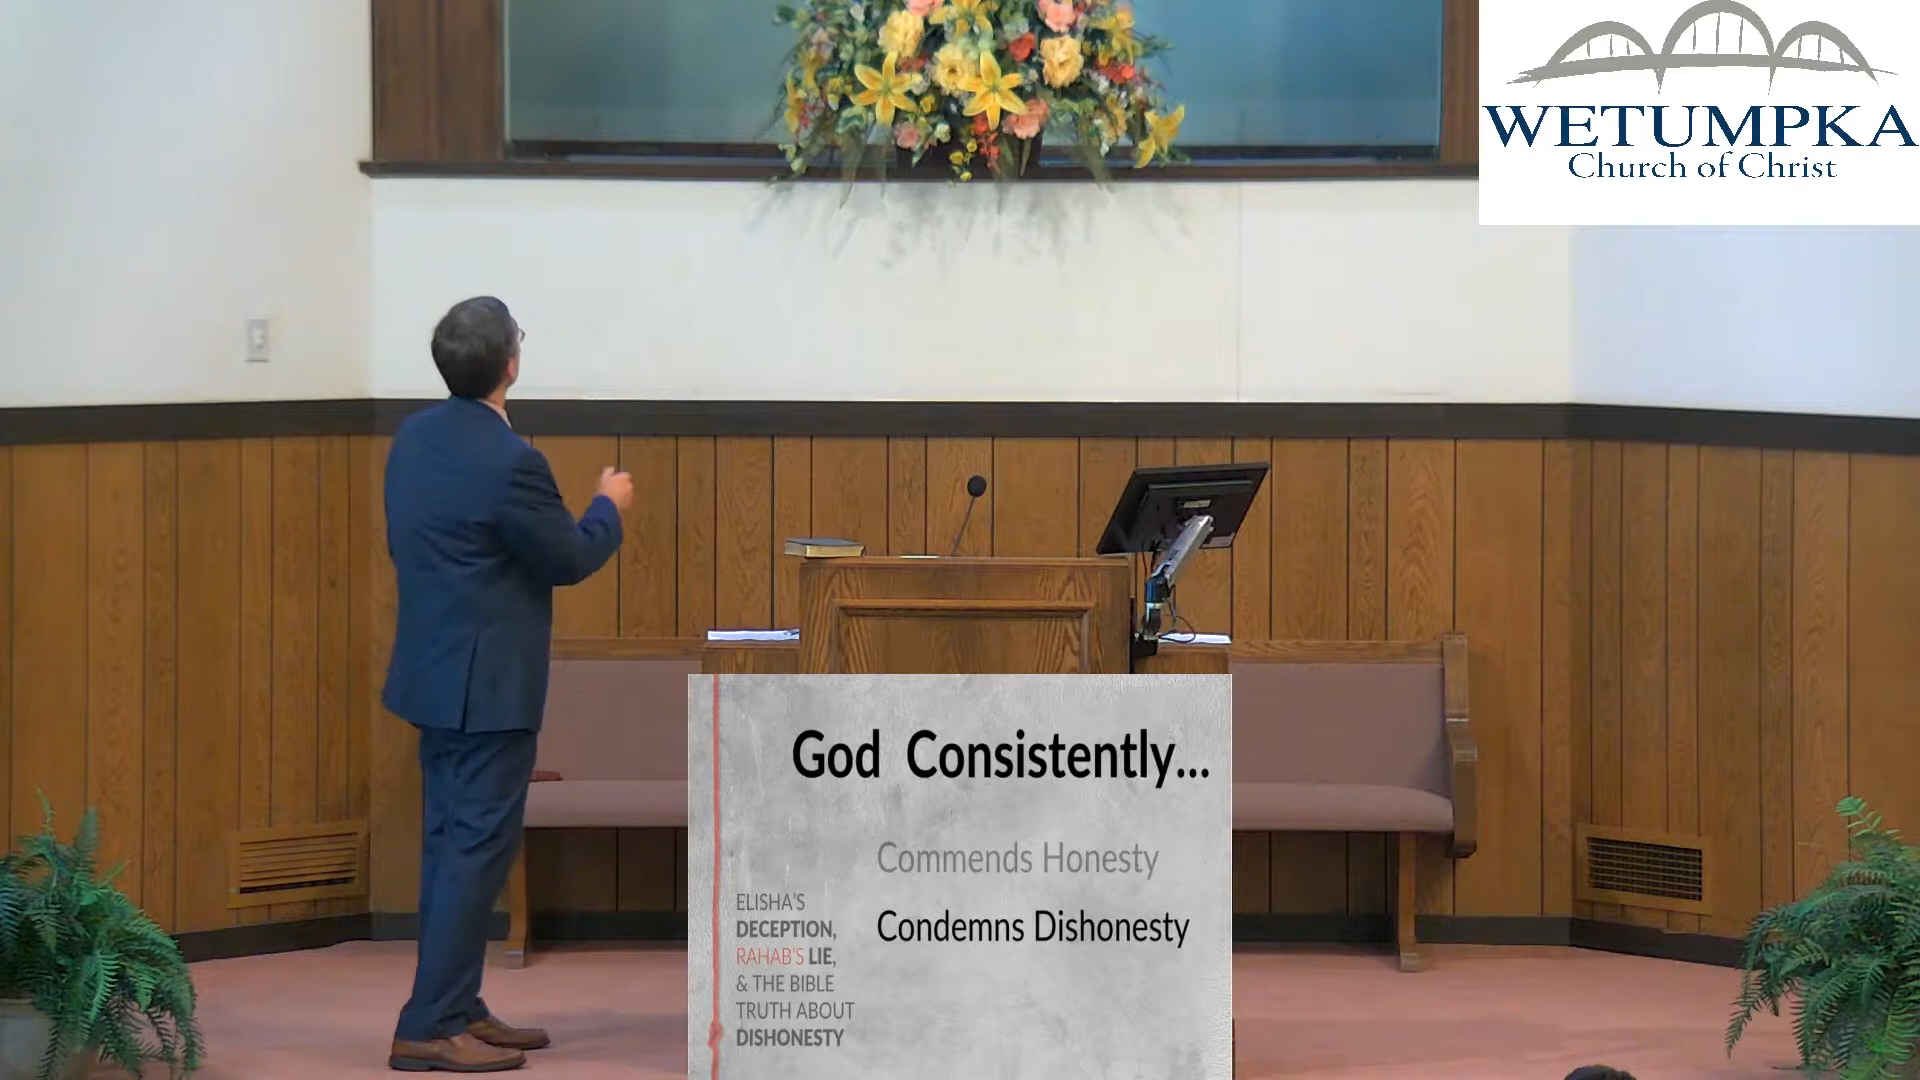 WETUMPKA
Church of Christ
God Consistently...
Commends Honesty
Condemns Dishonesty
ELISHA'S
DECEPTION,
RAHAB'S LIE,
& THE BIBLE
TRUTH ABOUT
DISHONESTY